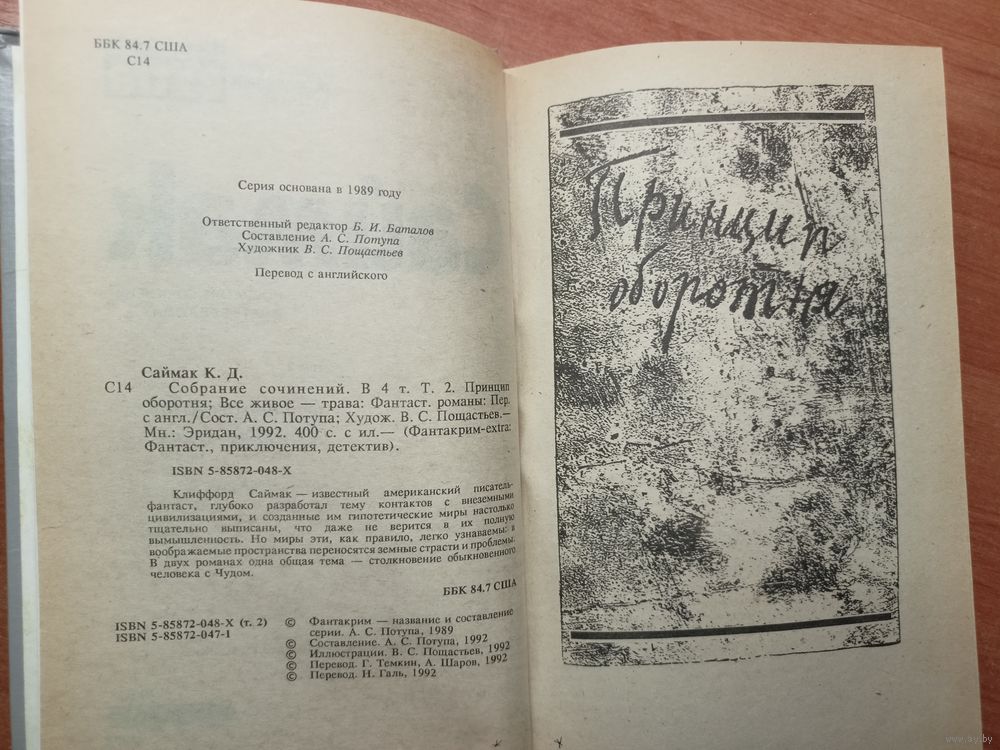 ББК 84.7 США
С14
Серия основана в 1989 году
Ответственный редактор Б. И. Баталов
Составление А. С. Потупа
Художник В. С. Пощастьев
Перевод с английского
Саймак К. Д.
С14 Собрание сочинений. В 4 т. Т. 2. Принцип
оборотня; Все живое — трава: Фантаст. романы: Пер.
с англ./Сост. А. С. Потупа; Худож. В. С. Пощастьев.—
Мн.: Эридан, 1992. 400 с. с ил.— (Фантакрим-extra:
Фантаст., приключения, детектив).
ISBN 5-85872-048-X
Клиффорд Саймак — известный американский писатель-
фантаст, глубоко разработал тему контактов с внеземными
цивилизациями, и созданные им гипотетические миры настолько
тщательно выписаны, что даже не верится в их полную
вымышленность. Но миры эти, как правило, легко узнаваемы: в
воображаемые пространства переносятся земные страсти и проблемы.
В двух романах одна общая тема — столкновение обыкновенного
человека с Чудом.
ББК 84.7 США
ISBN 5-85872-048-X (т. 2)
ISBN 5-85872-047-1
© Фантакрим — название и составление
серии. А. С. Потупа, 1989
© Составление. А. С. Потупа, 1992
© Иллюстрации. В. С. Пощастьев, 1992
© Перевод. Г. Темкин, А. Шаров, 1992
© Перевод. Н. Галь, 1992
Принцип
оборотня
www.ay.by